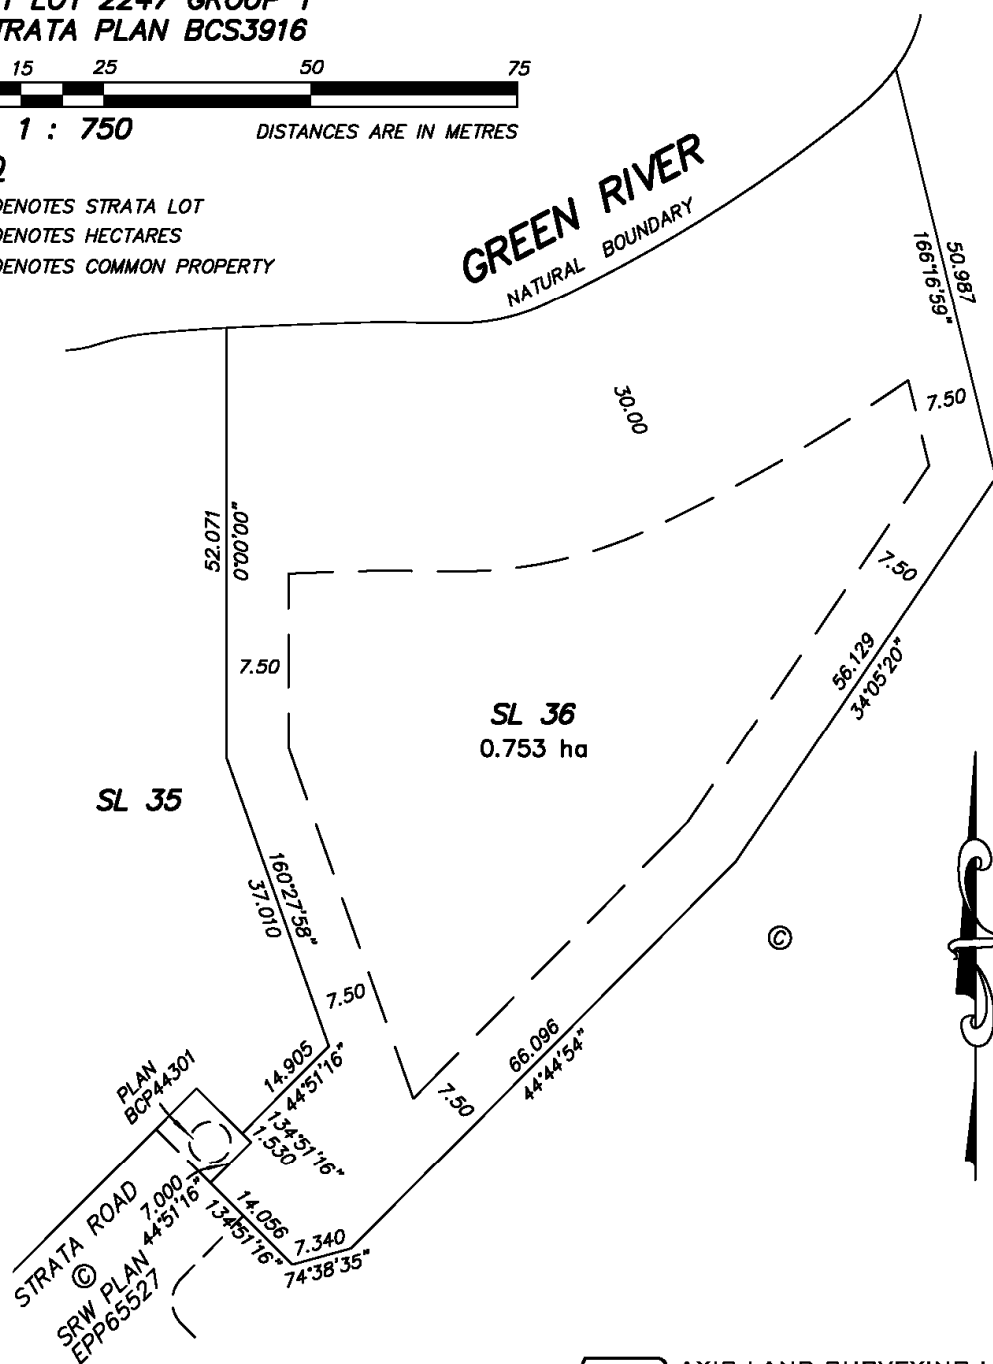 LOT 2247 GROUP 1
STRATA PLAN BCS3916
15 25 50 75
1 : 750 DISTANCES ARE IN METRES
DENOTES STRATA LOT
DENOTES HECTARES
DENOTES COMMON PROPERTY
GREEN RIVER
NATURAL BOUNDARY
50.987
166°16'59"
30.00
7.50
52.071
0°00'00"
7.50
7.50
56.129
34°05'20"
SL 36
0.753 ha
SL 35
160°27'58"
37.010
©
7.50
66.096
44°44'54"
7.50
14.905
44°51'16"
PLAN
BCP44301
134°51'16"
1.530
7.000
44°51'16"
14.056
134°51'16"
7.340
74°38'35"
STRATA ROAD
©
SRW PLAN
EPP65527